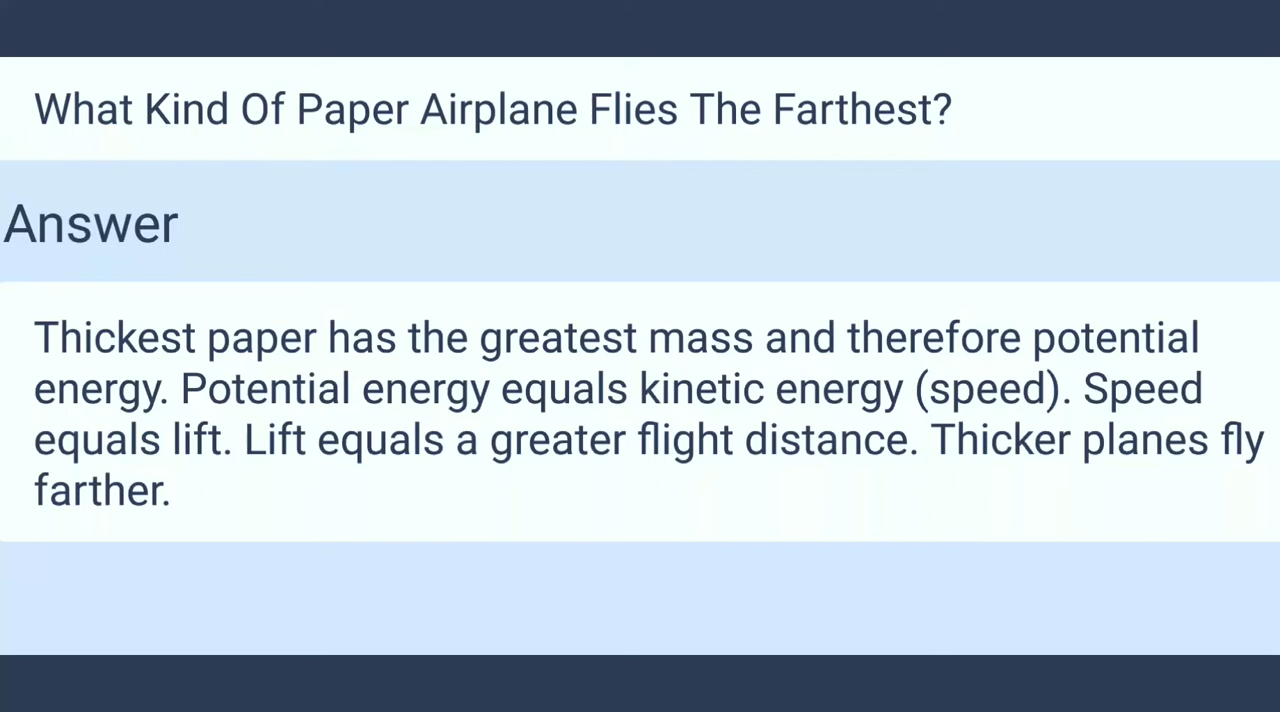 What Kind Of Paper Airplane Flies The Farthest?
Answer
Thickest paper has the greatest mass and therefore potential
energy. Potential energy equals kinetic energy (speed). Speed
equals lift. Lift equals a greater flight distance. Thicker planes fly
farther.